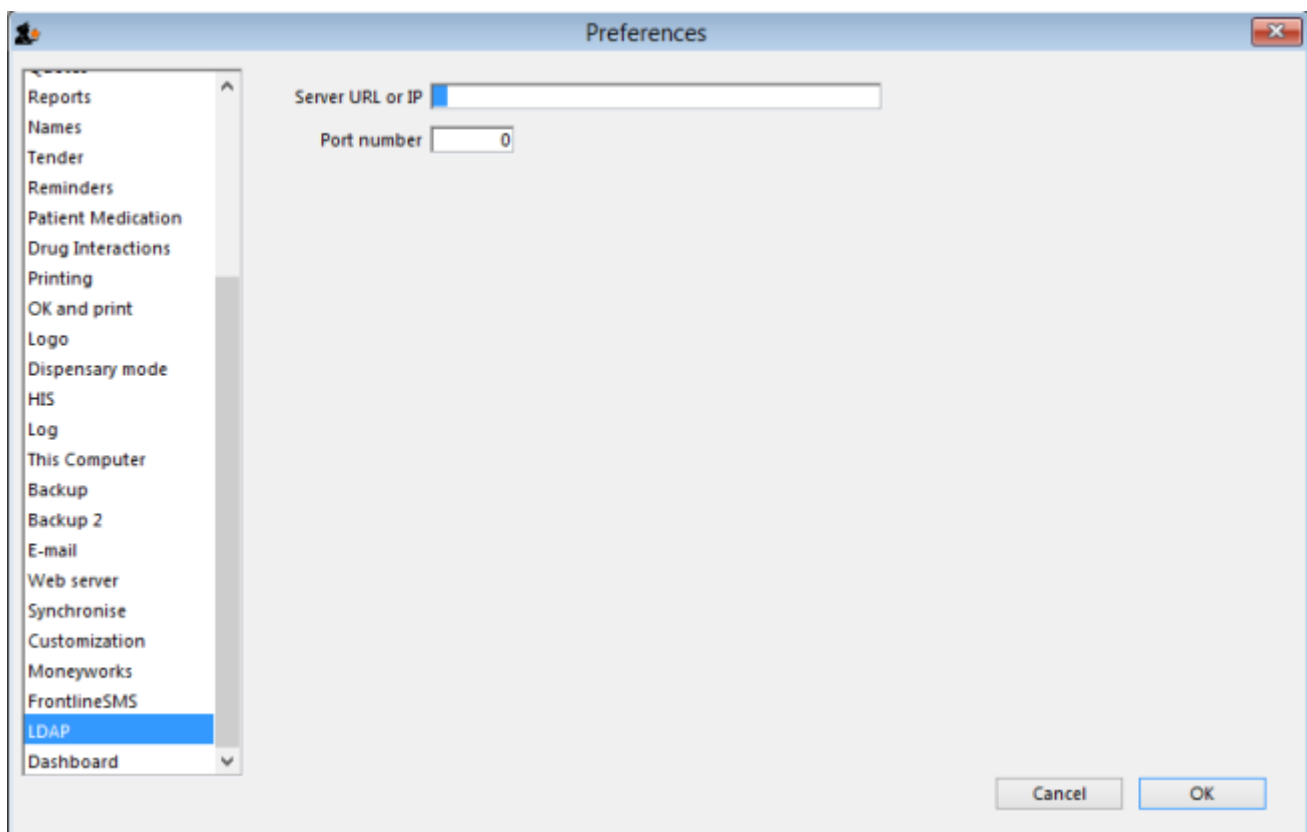 Preferences
Reports
Names
Tender
Reminders
Patient Medication
Drug Interactions
Printing
OK and print
Logo
Dispensary mode
HIS
Log
This Computer
Backup
Backup 2
E-mail
Web server
Synchronise
Customization
Moneyworks
FrontlineSMS
LDAP
Dashboard
Server URL or IP
Port number 0
Cancel OK